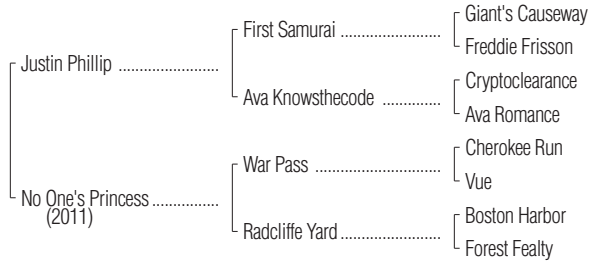 Giant's Causeway
First Samurai ......................
Freddie Frisson
Justin Phillip ......................
Cryptoclearance
Ava Knowsthecode .............
Ava Romance
Cherokee Run
War Pass ............................
Vue
No One's Princess ...............
(2011)
Boston Harbor
Radcliffe Yard ......................
Forest Fealty